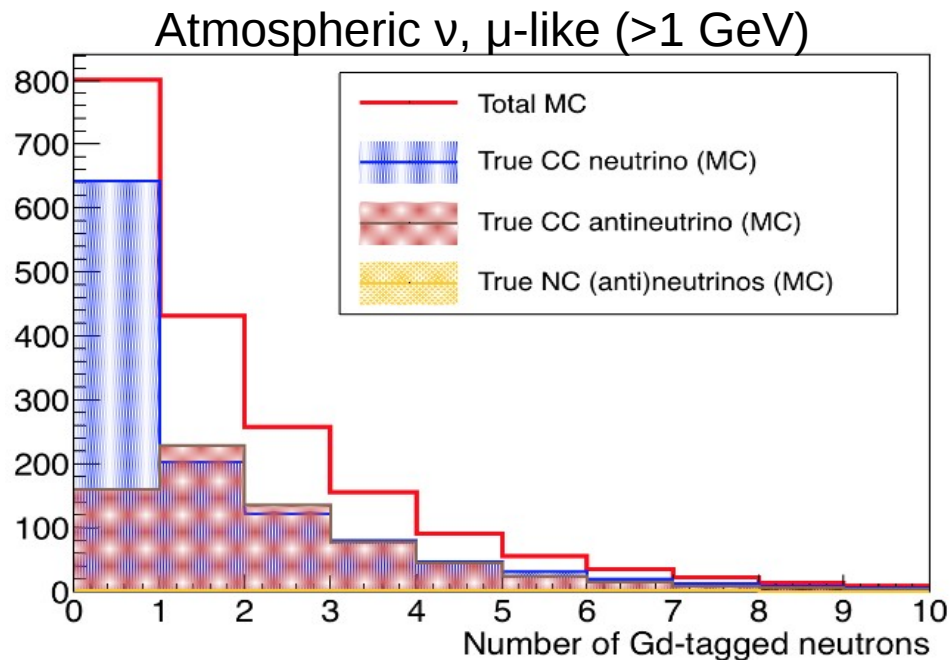 Atmospheric ν, μ-like (>1 GeV)
800
700
600
500
400
300
200
100
0
Total MC
True CC neutrino (MC)
True CC antineutrino (MC)
True NC (anti)neutrinos (MC)
0 1 2 3 4 5 6 7 8 9 10
Number of Gd-tagged neutrons